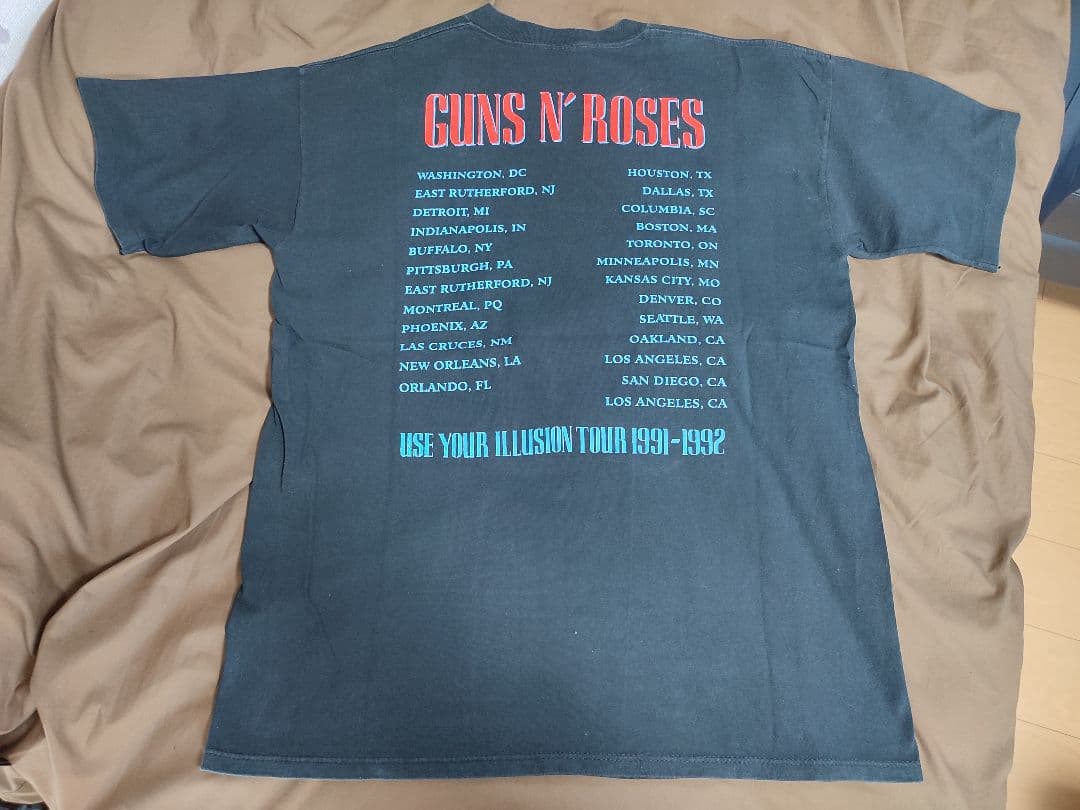 GUNS N' ROSES
WASHINGTON, DC
EAST RUTHERFORD, NJ
DETROIT, MI
INDIANAPOLIS, IN
BUFFALO, NY
PITTSBURGH, PA
EAST RUTHERFORD, NJ
MONTREAL, PQ
PHOENIX, AZ
LAS CRUCES, NM
NEW ORLEANS, LA
ORLANDO, FL
HOUSTON, TX
DALLAS, TX
COLUMBIA, SC
BOSTON, MA
TORONTO, ON
MINNEAPOLIS, MN
KANSAS CITY, MO
DENVER, CO
SEATTLE, WA
OAKLAND, CA
LOS ANGELES, CA
SAN DIEGO, CA
LOS ANGELES, CA
USE YOUR ILLUSION TOUR 1991-1992